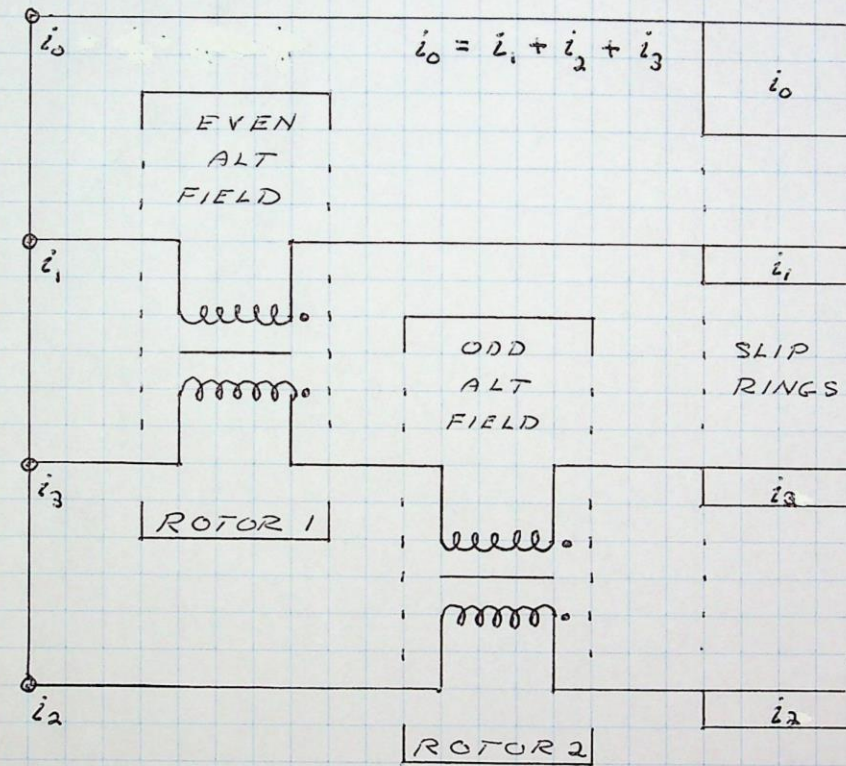 i₀
i₀ = i₁ + i₂ + i₃
i₀
EVEN
ALT
FIELD
i₁
i₁
ODD
ALT
FIELD
SLIP
RINGS
i₃
i₃
ROTOR 1
i₂
i₂
ROTOR 2